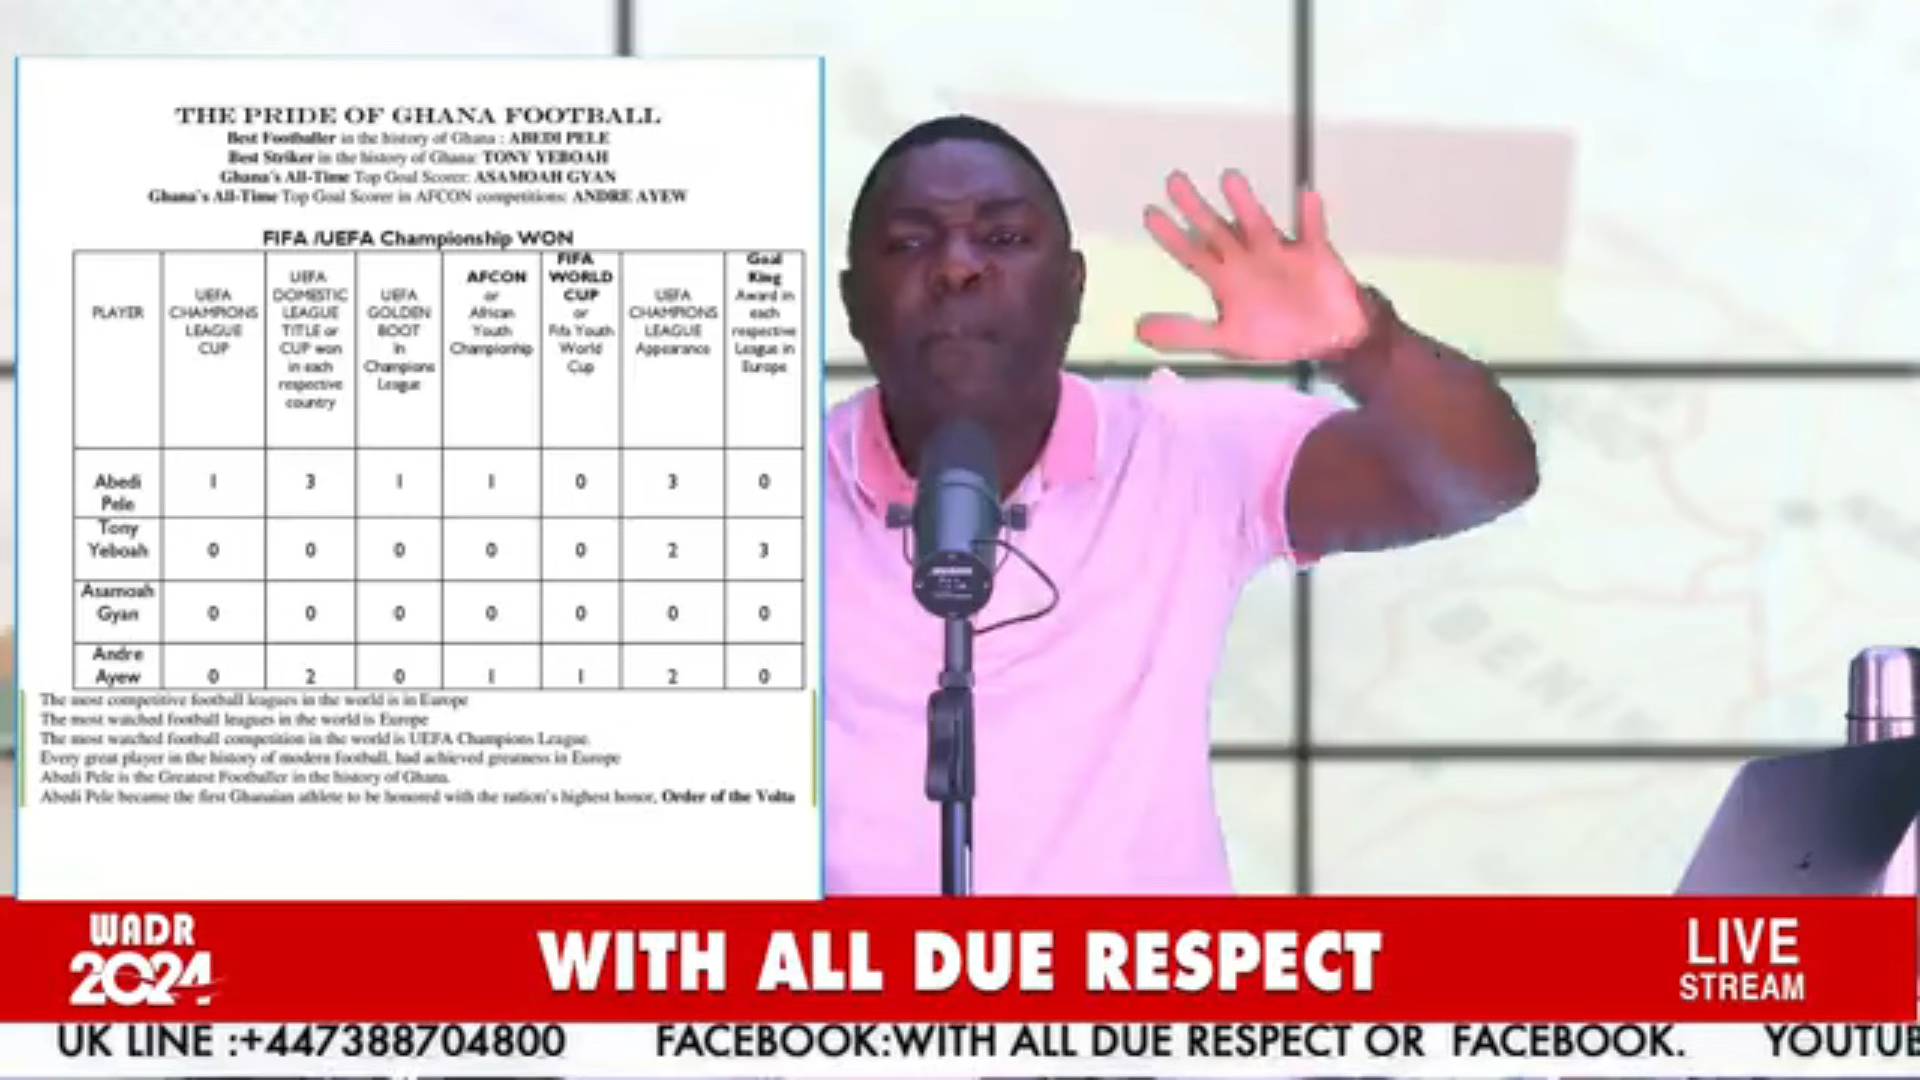 THE PRIDE OF GHANA FOOTBALL
Best Footballer in the history of Ghana : ABEDI PELE
Best Striker in the history of Ghana: TONY YEBOAH
Ghana's All-Time Top Goal Scorer: ASAMOAH GYAN
Ghana's All-Time Top Goal Scorer in AFCON competitions: ANDRE AYEW
FIFA /UEFA Championship WON
PLAYER
UEFA
CHAMPIONS
LEAGUE
CUP
UEFA
DOMESTIC
LEAGUE
TITLE or
CUP won
in each
respective
country
UEFA
GOLDEN
BOOT
In
Champions
League
AFCON
or
African
Youth
Championhip
FIFA
WORLD
CUP
or
Fifa Youth
World
Cup
UEFA
CHAMPIONS
LEAGUE
Appearance
Goal
King
Award in
each
respective
League in
Europe
Abedi
Pele
1 3 1 1 0 3 0
Tony
Yeboah
0 0 0 0 0 2 3
Asamoah
Gyan
0 0 0 0 0 0 0
Andre
Ayew
0 2 0 1 1 2 0
The most competitive football leagues in the world is in Europe
The most watched football leagues in the world is Europe
The most watched football competition in the world is UEFA Champions League.
Every great player in the history of modern football, had achieved greatness in Europe
Abedi Pele is the Greatest Footballer in the history of Ghana.
Abedi Pele became the first Ghanaian athlete to be honored with the nation's highest honor, Order of the Volta
BENIN
WADR
2024
WITH ALL DUE RESPECT
LIVE
STREAM
UK LINE :+447388704800 FACEBOOK:WITH ALL DUE RESPECT OR FACEBOOK. YOUTUB